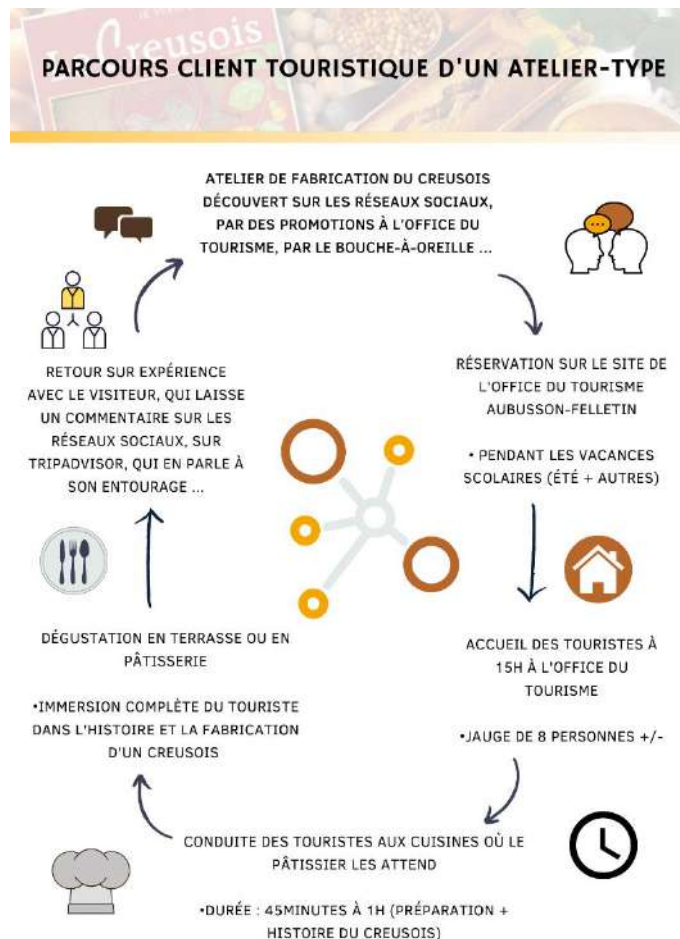 Creusois
PARCOURS CLIENT TOURISTIQUE D'UN ATELIER-TYPE
ATELIER DE FABRICATION DU CREUSOIS
DÉCOUVERT SUR LES RÉSEAUX SOCIAUX,
PAR DES PROMOTIONS À L'OFFICE DU
TOURISME, PAR LE BOUCHE-À-OREILLE ...
RÉSERVATION SUR LE SITE DE
L'OFFICE DU TOURISME
AUBUSSON-FELLETIN
• PENDANT LES VACANCES
SCOLAIRES (ÉTÉ + AUTRES)
ACCUEIL DES TOURISTES À
15H À L'OFFICE DU
TOURISME
•JAUGE DE 8 PERSONNES +/-
CONDUITE DES TOURISTES AUX CUISINES OÙ LE
PÂTISSIER LES ATTEND
•DURÉE : 45MINUTES À 1H (PRÉPARATION +
HISTOIRE DU CREUSOIS)
DÉGUSTATION EN TERRASSE OU EN
PÂTISSERIE
•IMMERSION COMPLÈTE DU TOURISTE
DANS L'HISTOIRE ET LA FABRICATION
D'UN CREUSOIS
RETOUR SUR EXPÉRIENCE
AVEC LE VISITEUR, QUI LAISSE
UN COMMENTAIRE SUR LES
RÉSEAUX SOCIAUX, SUR
TRIPADVISOR, QUI EN PARLE À
SON ENTOURAGE ...